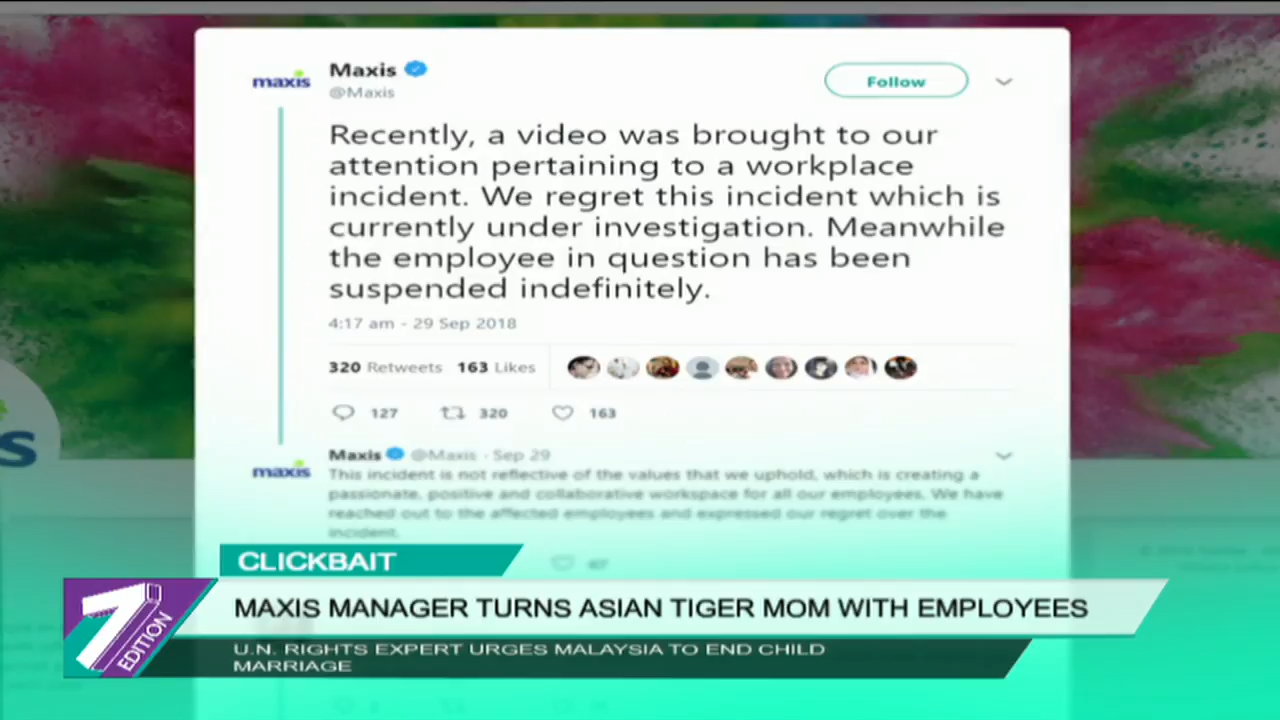 maxis
Maxis
@Maxis
Follow
Recently, a video was brought to our
attention pertaining to a workplace
incident. We regret this incident which is
currently under investigation. Meanwhile
the employee in question has been
suspended indefinitely.
4:17 am - 29 Sep 2018
320 Retweets 163 Likes
127 320 163
maxis
Maxis @Maxis · Sep 29
This incident is not reflective of the values that we uphold, which is creating a
passionate, positive and collaborative workspace for all our employees. We have
reached out to the affected employees and expressed our regret over the
incident.
CLICKBAIT
7 EDITION
MAXIS MANAGER TURNS ASIAN TIGER MOM WITH EMPLOYEES
U.N. RIGHTS EXPERT URGES MALAYSIA TO END CHILD
MARRIAGE